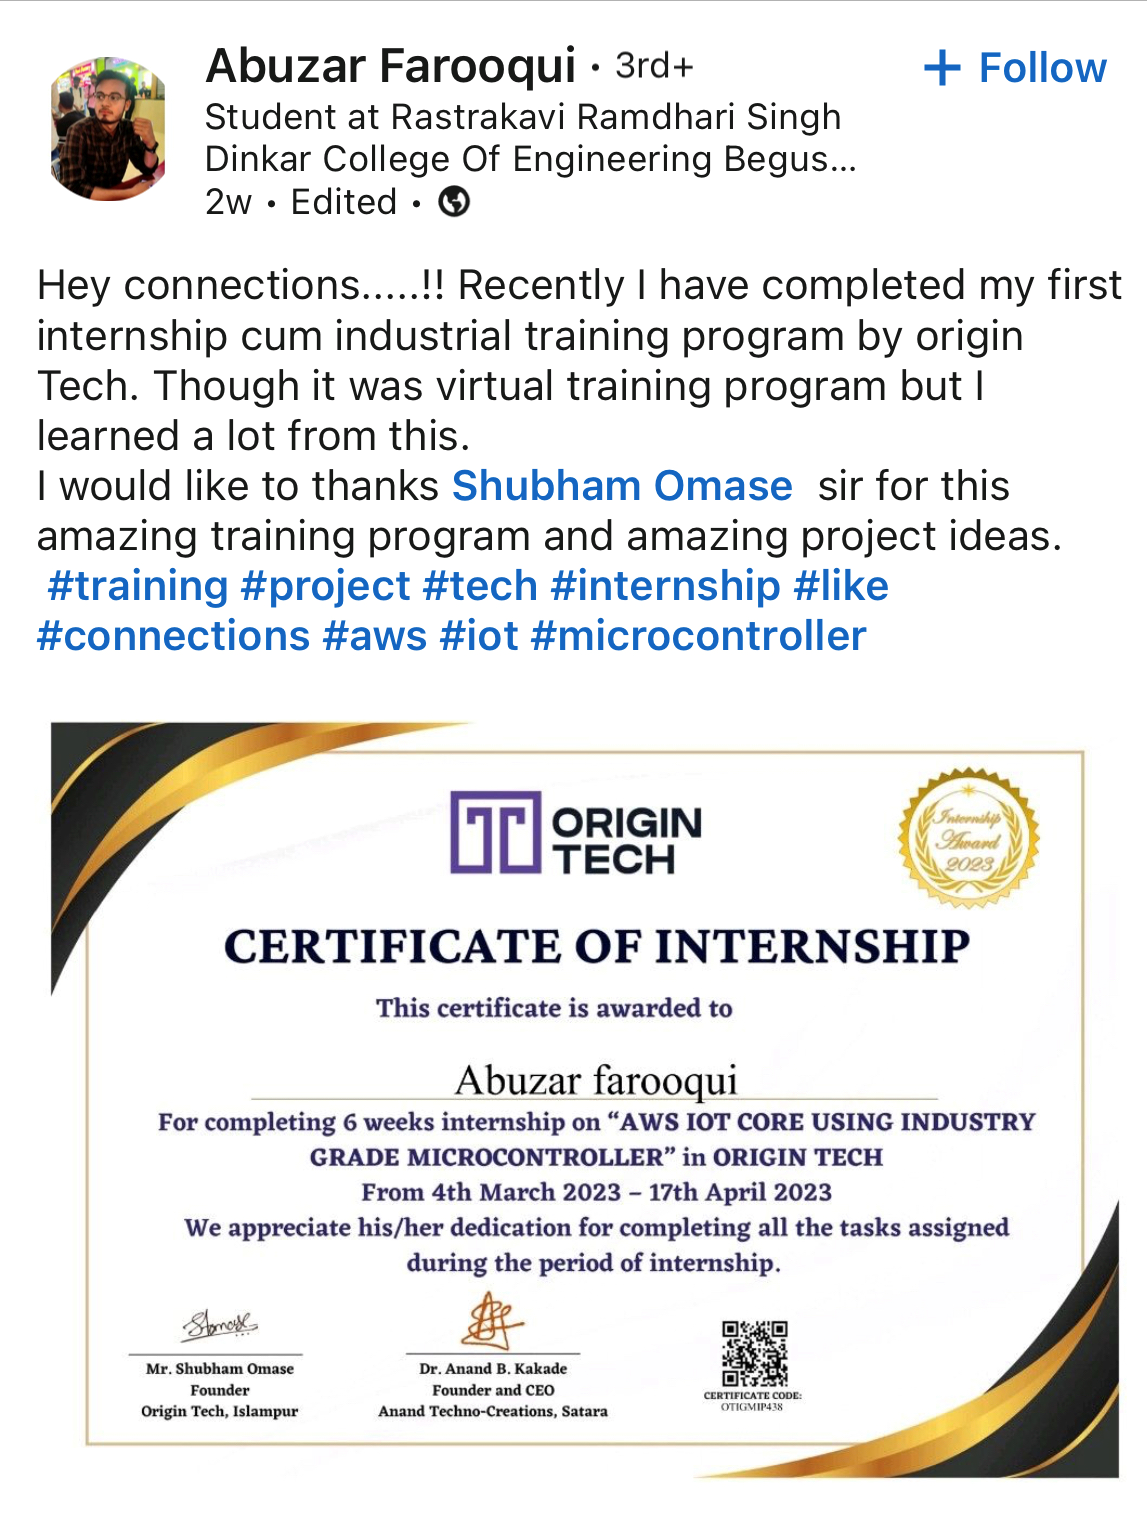 Abuzar Farooqui · 3rd+
+ Follow
Student at Rastrakavi Ramdhari Singh
Dinkar College Of Engineering Begus...
2w • Edited •
Hey connections.....!! Recently I have completed my first
internship cum industrial training program by origin
Tech. Though it was virtual training program but I
learned a lot from this.
I would like to thanks Shubham Omase sir for this
amazing training program and amazing project ideas.
#training #project #tech #internship #like
#connections #aws #iot #microcontroller
ORIGIN
TECH
Internship
Award
2023
CERTIFICATE OF INTERNSHIP
This certificate is awarded to
Abuzar farooqui
For completing 6 weeks internship on “AWS IOT CORE USING INDUSTRY
GRADE MICROCONTROLLER” in ORIGIN TECH
From 4th March 2023 – 17th April 2023
We appreciate his/her dedication for completing all the tasks assigned
during the period of internship.
Mr. Shubham Omase
Founder
Origin Tech, Islampur
Dr. Anand B. Kakade
Founder and CEO
Anand Techno-Creations, Satara
CERTIFICATE CODE:
OTIGMIP438